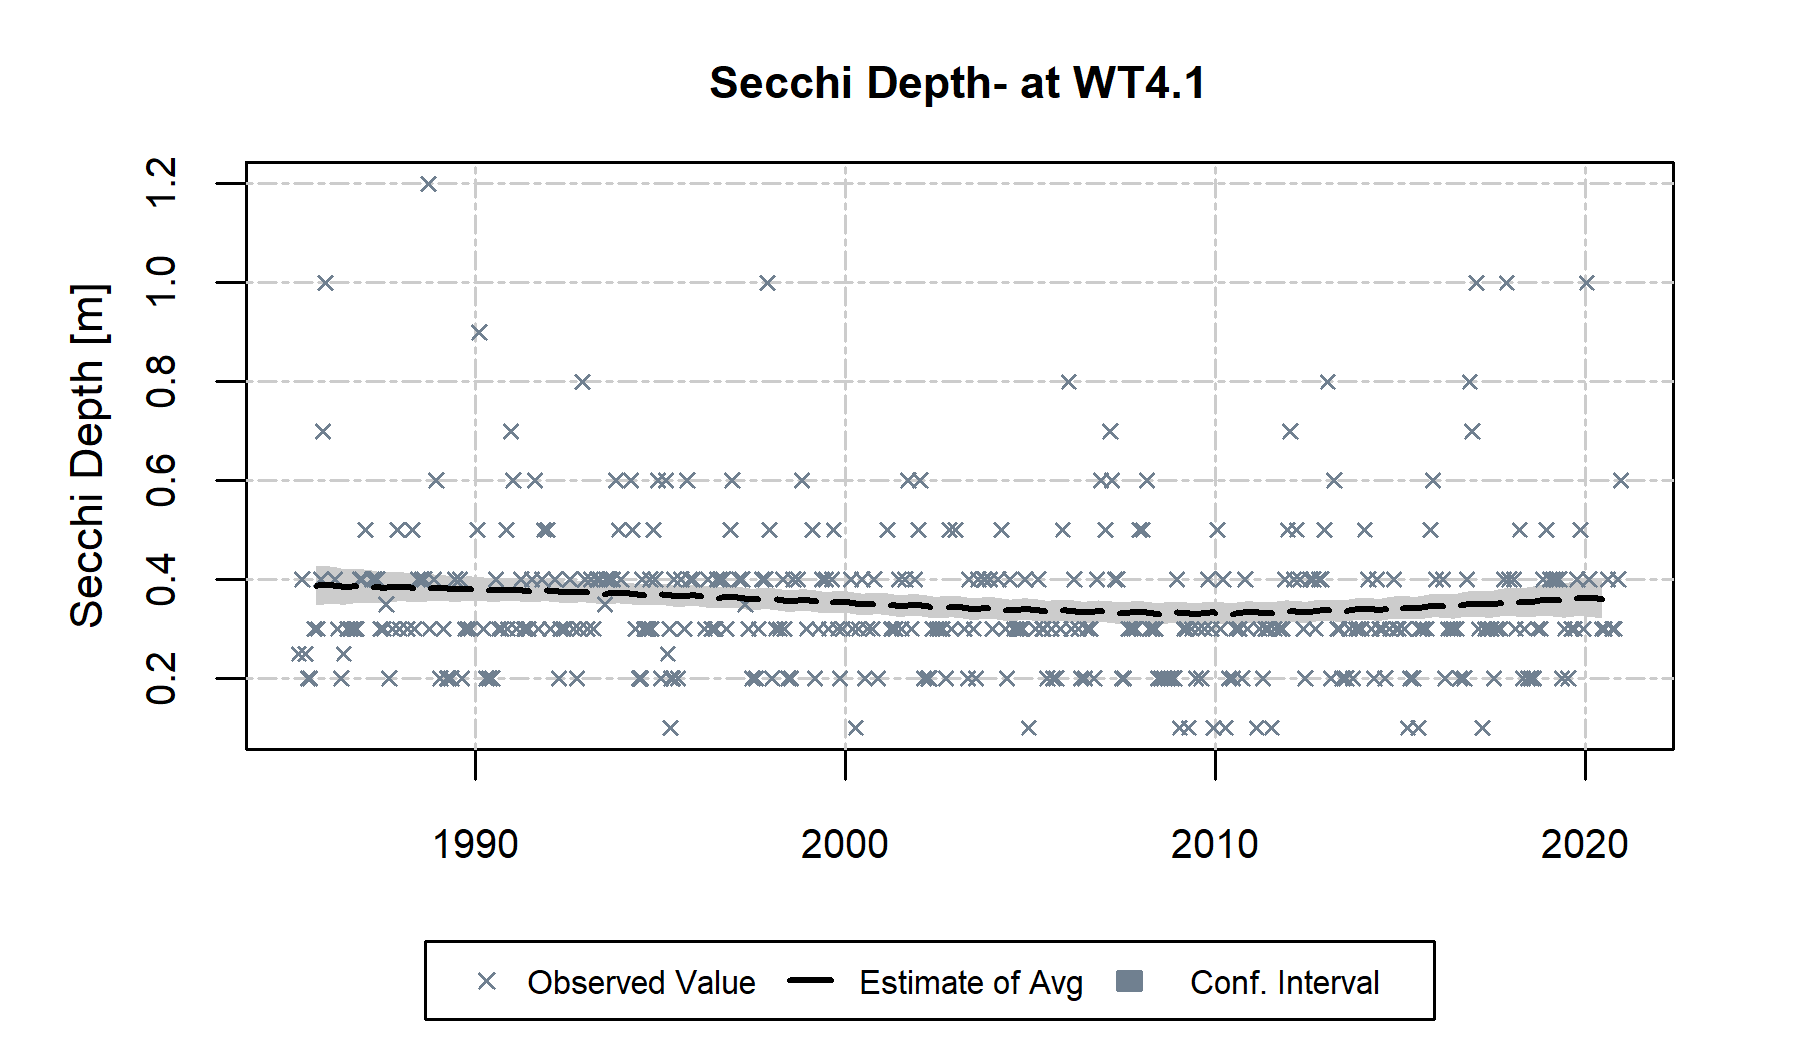 Secchi Depth- at WT4.1
Secchi Depth [m]
1.2
1.0
0.8
0.6
0.4
0.2
1990 2000 2010 2020
Observed Value Estimate of Avg Conf. Interval